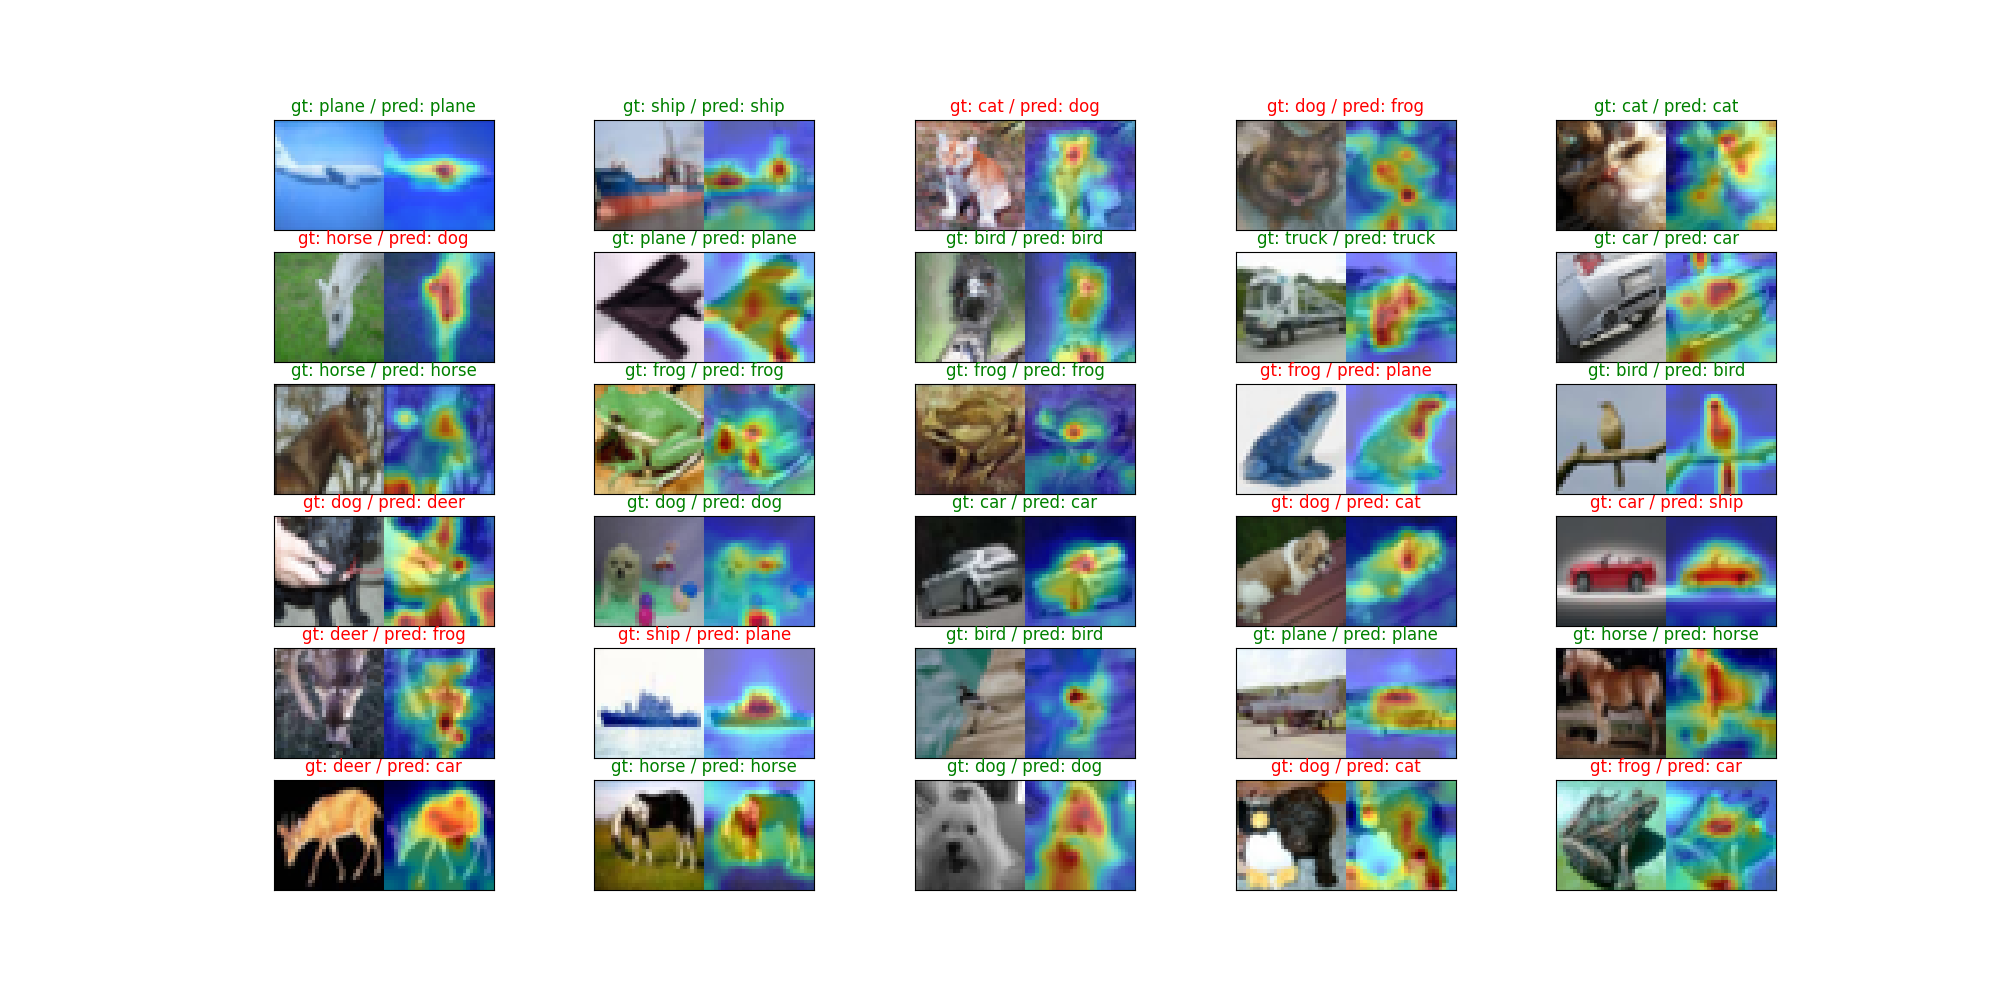 gt: plane / pred: plane
gt: ship / pred: ship
gt: cat / pred: dog
gt: dog / pred: frog
gt: cat / pred: cat
gt: horse / pred: dog
gt: plane / pred: plane
gt: bird / pred: bird
gt: truck / pred: truck
gt: car / pred: car
gt: horse / pred: horse
gt: frog / pred: frog
gt: frog / pred: frog
gt: frog / pred: plane
gt: bird / pred: bird
gt: dog / pred: deer
gt: dog / pred: dog
gt: car / pred: car
gt: dog / pred: cat
gt: car / pred: ship
gt: deer / pred: frog
gt: ship / pred: plane
gt: bird / pred: bird
gt: plane / pred: plane
gt: horse / pred: horse
gt: deer / pred: car
gt: horse / pred: horse
gt: dog / pred: dog
gt: dog / pred: cat
gt: frog / pred: car